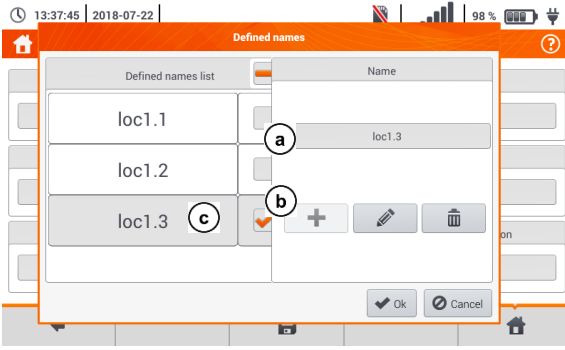 13:37:45 2018-07-22 98 %
Defined names
?
Defined names list
Name
loc1.1
a
loc1.3
loc1.2
b
loc1.3
c
on
Ok
Cancel